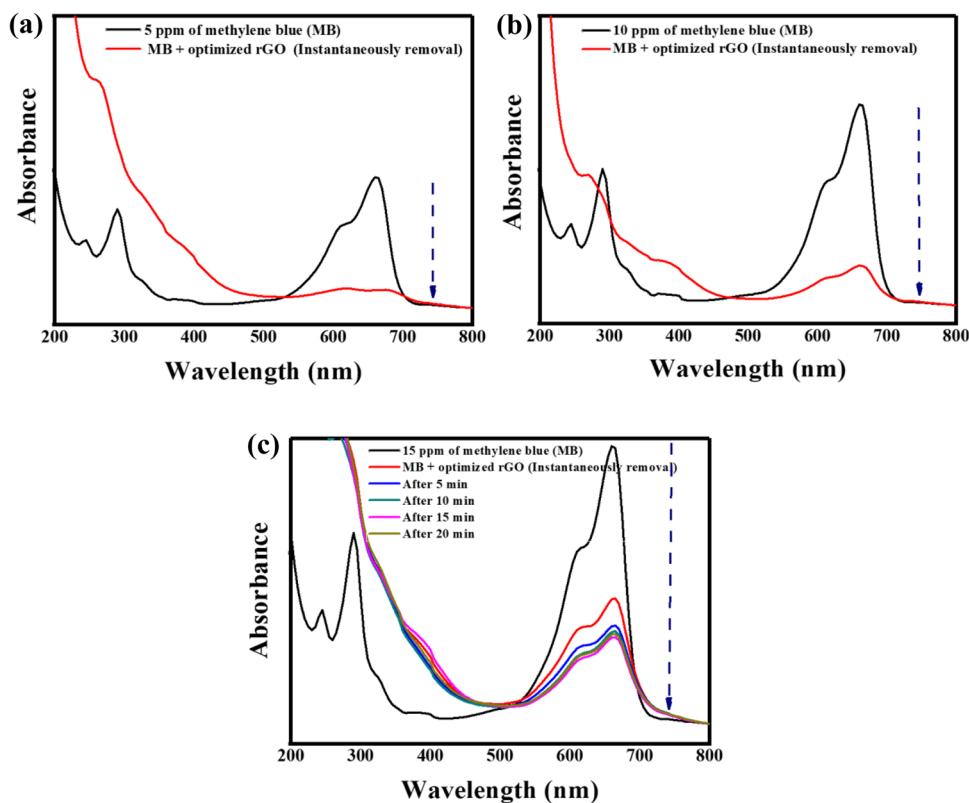 (a)
5 ppm of methylene blue (MB)
MB + optimized rGO (Instantaneously removal)
Absorbance
200 300 400 500 600 700 800
Wavelength (nm)
(b)
10 ppm of methylene blue (MB)
MB + optimized rGO (Instantaneously removal)
Absorbance
200 300 400 500 600 700 800
Wavelength (nm)
(c)
15 ppm of methylene blue (MB)
MB + optimized rGO (Instantaneously removal)
After 5 min
After 10 min
After 15 min
After 20 min
Absorbance
200 300 400 500 600 700 800
Wavelength (nm)